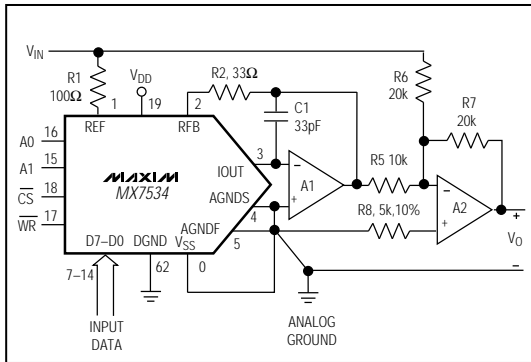 VIN
R1
100Ω
VDD
R2, 33Ω
R6
20k
R7
20k
1
19
2
REF
RFB
C1
33pF
A0
16
A1
15
CS
18
WR
17
MAXIM
MX7534
IOUT
3
AGNDS
4
AGNDF
5
−
+
A1
R5 10k
R8, 5k,10%
−
+
A2
+
VO
−
D7–D0
DGND
VSS
7–14
62
0
INPUT
DATA
ANALOG
GROUND